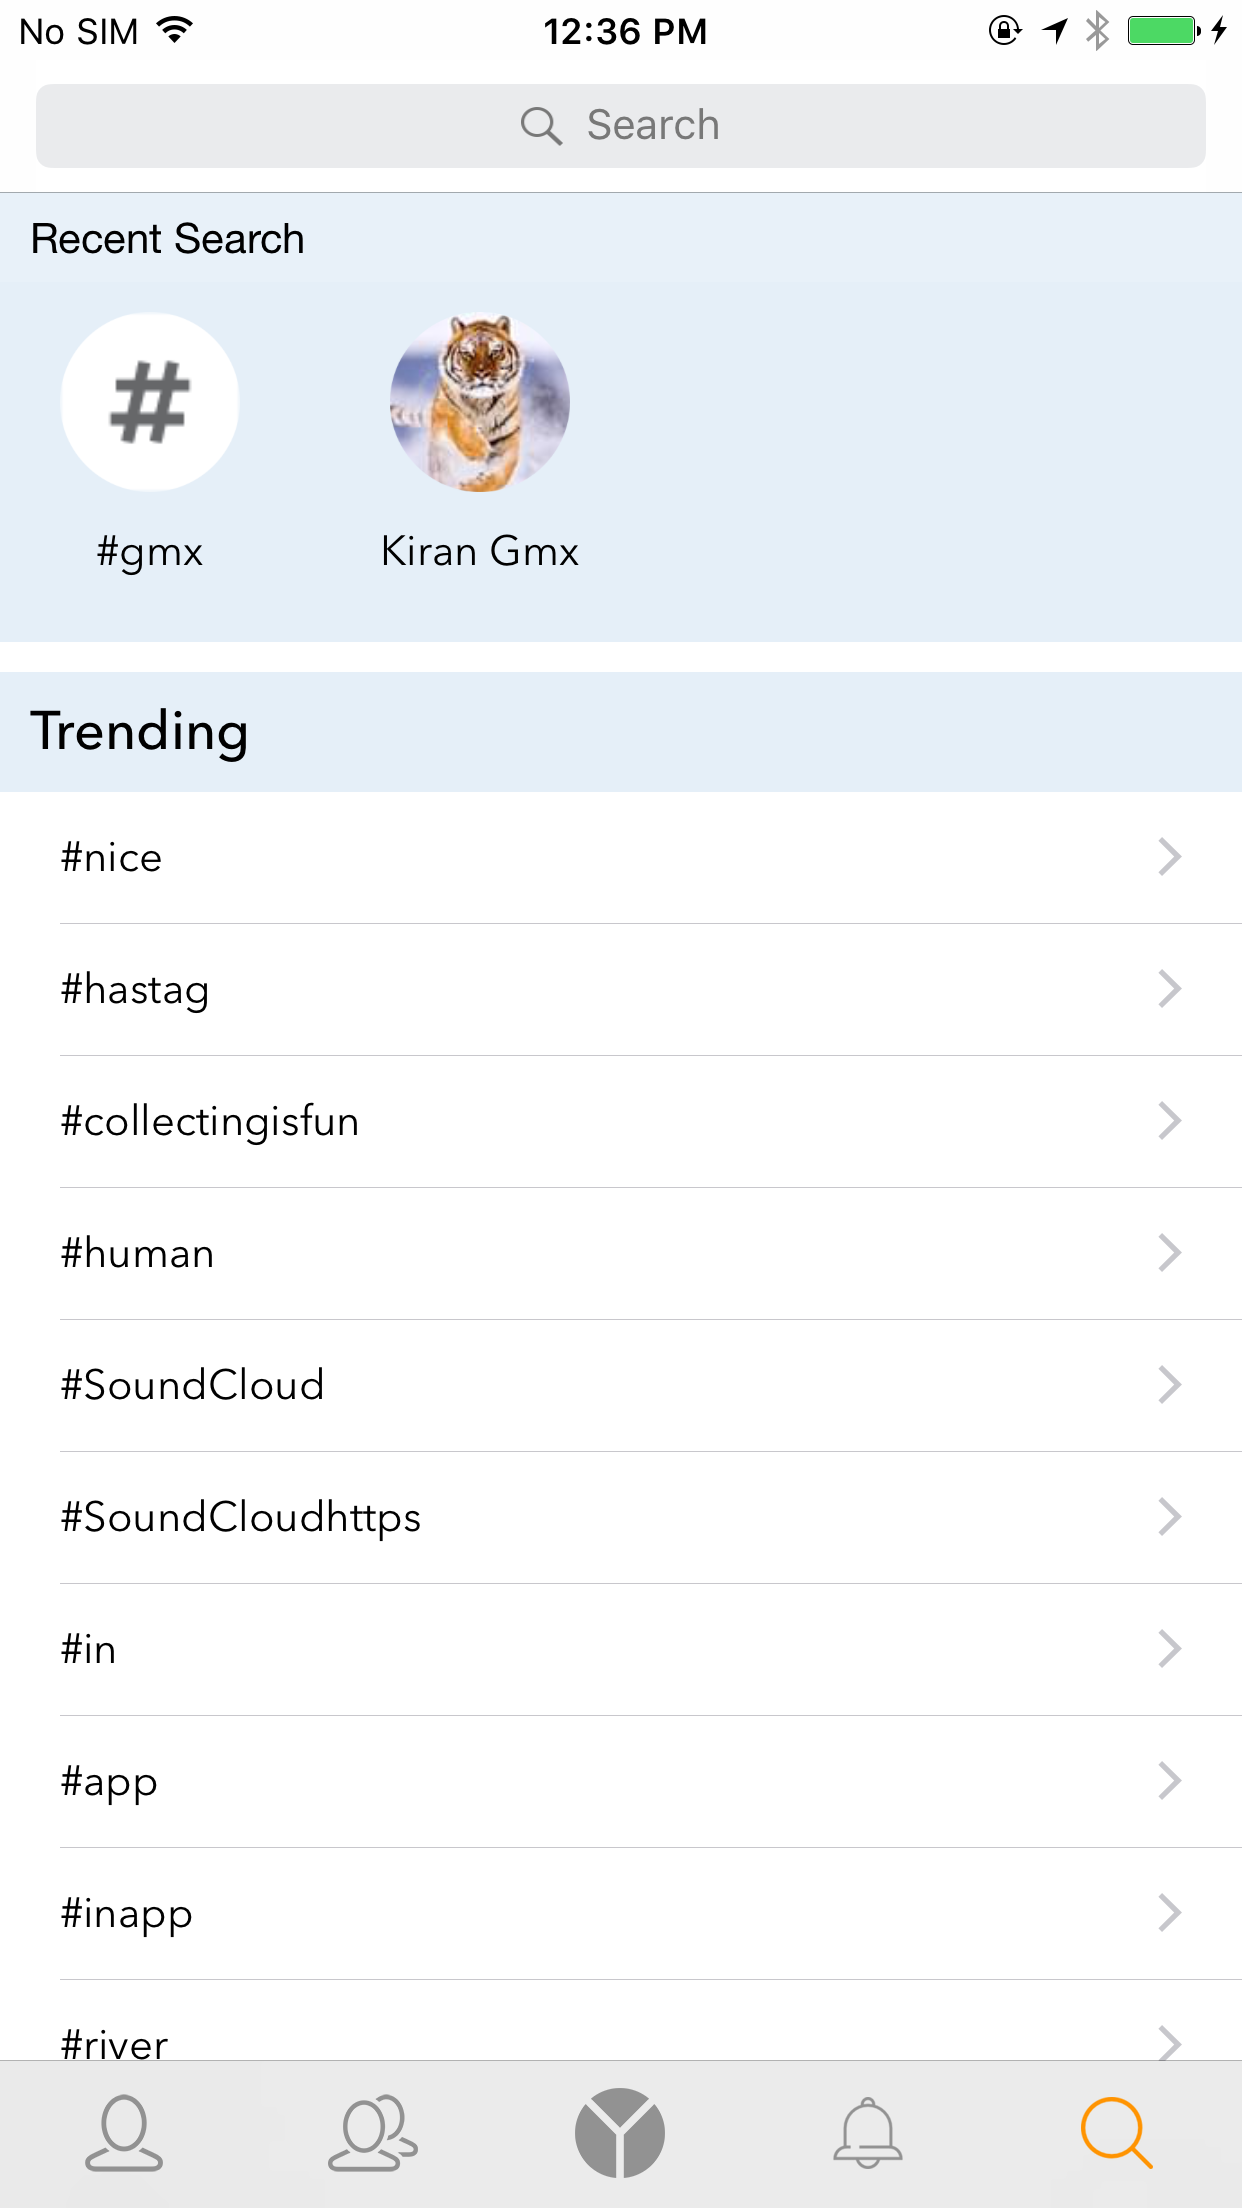 No SIM 12:36 PM
Search
Recent Search
#
#gmx Kiran Gmx
Trending
#nice
#hastag
#collectingisfun
#human
#SoundCloud
#SoundCloudhttps
#in
#app
#inapp
#river